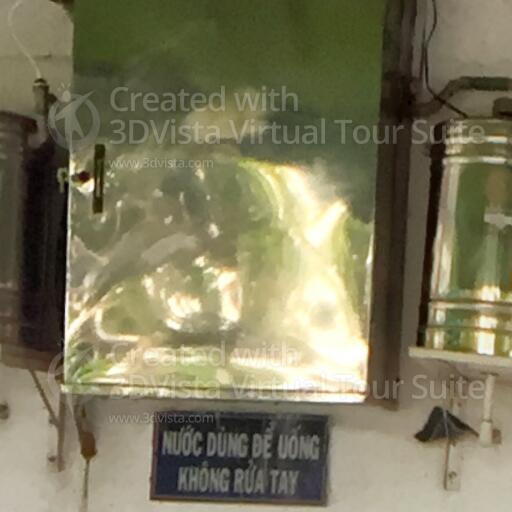 Created with
3DVista Virtual Tour Suite
www.3dvista.com
Created with
3DVista Virtual Tour Suite
www.3dvista.com
NƯỚC DÙNG ĐỂ UỐNG
KHÔNG RỬA TAY